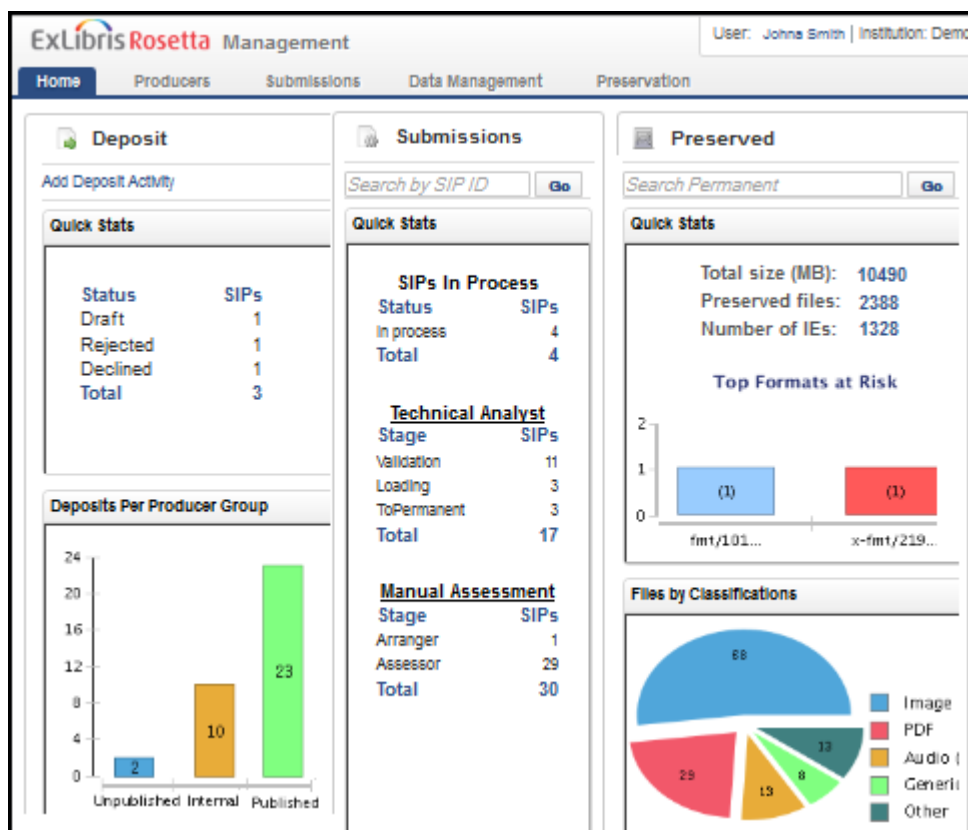 ExLibris Rosetta Management
User: Johna Smith | Institution: Demo
Home Producers Submissions Data Management Preservation
Deposit
Add Deposit Activity
Quick Stats
Status SIPs
Draft 1
Rejected 1
Declined 1
Total 3
Deposits Per Producer Group
24
20
16
12
8
4
0
2
10
23
Unpublished Internal Published
Submissions
Search by SIP ID Go
Quick Stats
SIPs In Process
Status SIPs
In process 4
Total 4
Technical Analyst
Stage SIPs
Validation 11
Loading 3
ToPermanent 3
Total 17
Manual Assessment
Stage SIPs
Arranger 1
Assessor 29
Total 30
Preserved
Search Permanent Go
Quick Stats
Total size (MB): 10490
Preserved files: 2388
Number of IEs: 1328
Top Formats at Risk
2
1
0
(1) (1)
fmt/101... x-fmt/219...
Files by Classifications
68
29
13
8
13
Image
PDF
Audio (
Generi
Other